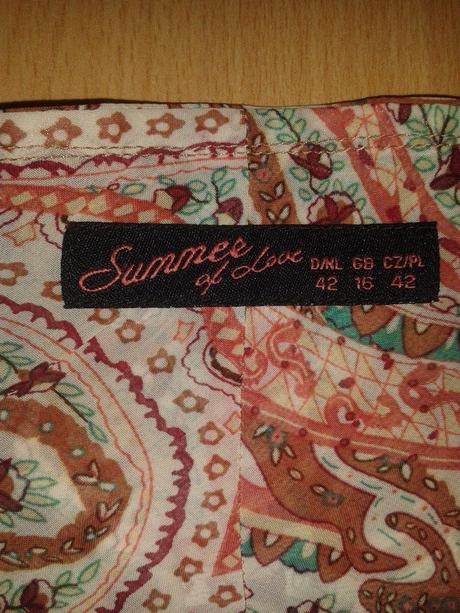 Summer
of Love
D/NL GB CZ/PL
42 16 42